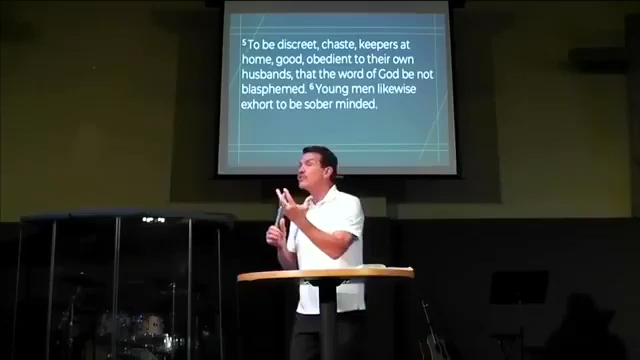 ⁵ To be discreet, chaste, keepers at
home, good, obedient to their own
husbands, that the word of God be not
blasphemed. ⁶ Young men likewise
exhort to be sober minded.